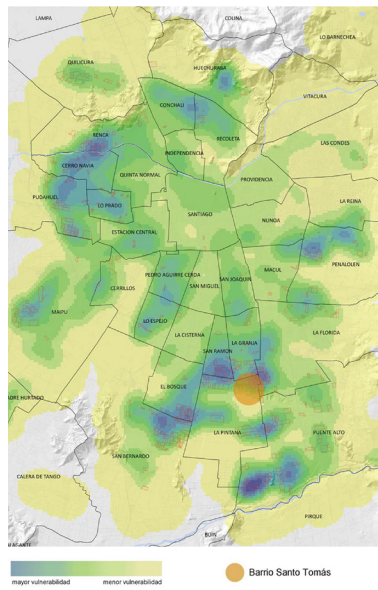 LAMPA
COLINA
LO BARNECHEA
QUILICURA
HUECHURABA
VITACURA
CONCHALI
RENCA
RECOLETA
LAS CONDES
INDEPENDENCIA
CERRO NAVIA
QUINTA NORMAL
PROVIDENCIA
PUDAHUEL
LO PRADO
LA REINA
SANTIAGO
ÑUÑOA
ESTACION CENTRAL
PEÑALOLEN
MACUL
PEDRO AGUIRRE CERDA
SAN JOAQUIN
SAN MIGUEL
CERRILLOS
MAIPU
LO ESPEJO
LA FLORIDA
LA CISTERNA
LA GRANJA
SAN RAMON
EL BOSQUE
DRE HURTADO
LA PINTANA
PUENTE ALTO
SAN BERNARDO
CALERA DE TANGO
PIRQUE
BUIN
LAGANTE
mayor vulnerabilidad
menor vulnerabilidad
Barrio Santo Tomás